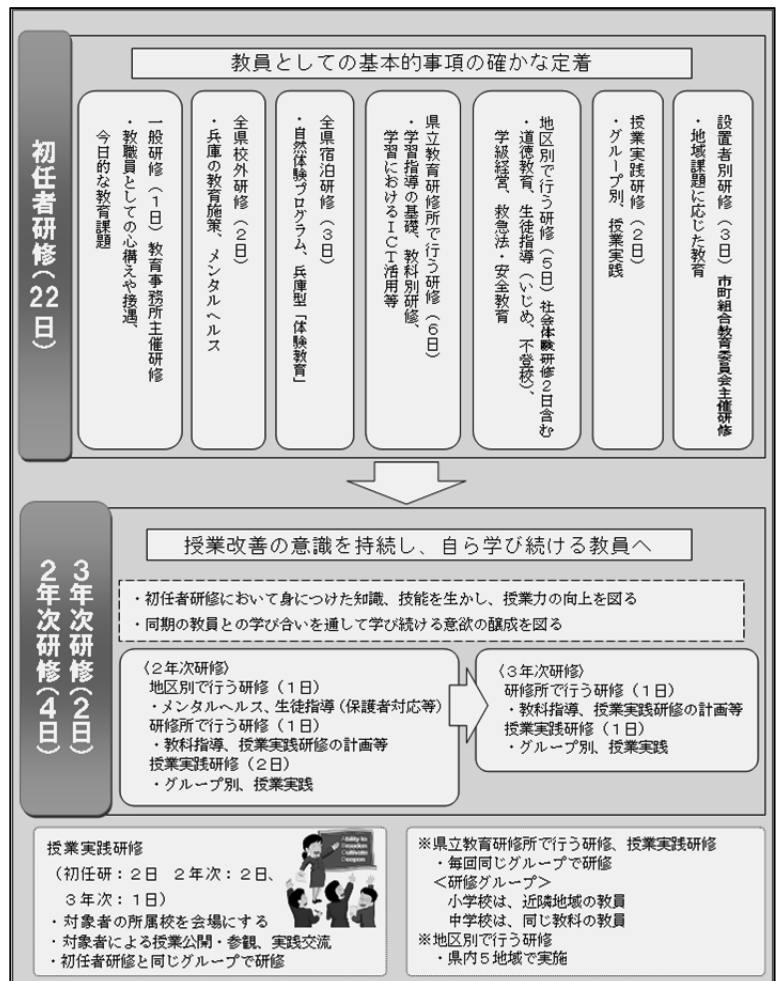 初任者研修（22日）
教員としての基本的事項の確かな定着
一般研修（１日）教育事務所主催研修
・教職員としての心構えや接遇、
今日的な教育課題
全県校外研修（２日）
・兵庫の教育施策、メンタルヘルス
全県宿泊研修（３日）
・自然体験プログラム、兵庫型「体験教育」
県立教育研修所で行う研修（６日）
・学習指導の基礎、教科別研修、
学習におけるＩＣＴ活用等
地区別で行う研修（５日）社会体験研修２日含む
・道徳教育、生徒指導（いじめ、不登校）、
学級経営、救急法・安全教育
授業実践研修（２日）
・グループ別、授業実践
設置者別研修（３日）市町組合教育委員会主催研修
・地域課題に応じた教育
３年次研修（２日）
２年次研修（４日）
授業改善の意識を持続し、自ら学び続ける教員へ
・初任者研修において身につけた知識、技能を生かし、授業力の向上を図る
・同期の教員との学び合いを通して学び続ける意欲の醸成を図る
〈２年次研修〉
地区別で行う研修（１日）
・メンタルヘルス、生徒指導（保護者対応等）
研修所で行う研修（１日）
・教科指導、授業実践研修の計画等
授業実践研修（２日）
・グループ別、授業実践
〈３年次研修〉
研修所で行う研修（１日）
・教科指導、授業実践研修の計画等
授業実践研修（１日）
・グループ別、授業実践
授業実践研修
（初任研：２日　２年次：２日、
３年次：１日）
・対象者の所属校を会場にする
・対象者による授業公開・参観、実践交流
・初任者研修と同じグループで研修
Ability to
Broaden
Cultivate
Deepen
※県立教育研修所で行う研修、授業実践研修
・毎回同じグループで研修
＜研修グループ＞
小学校は、近隣地域の教員
中学校は、同じ教科の教員
※地区別で行う研修
・県内５地域で実施